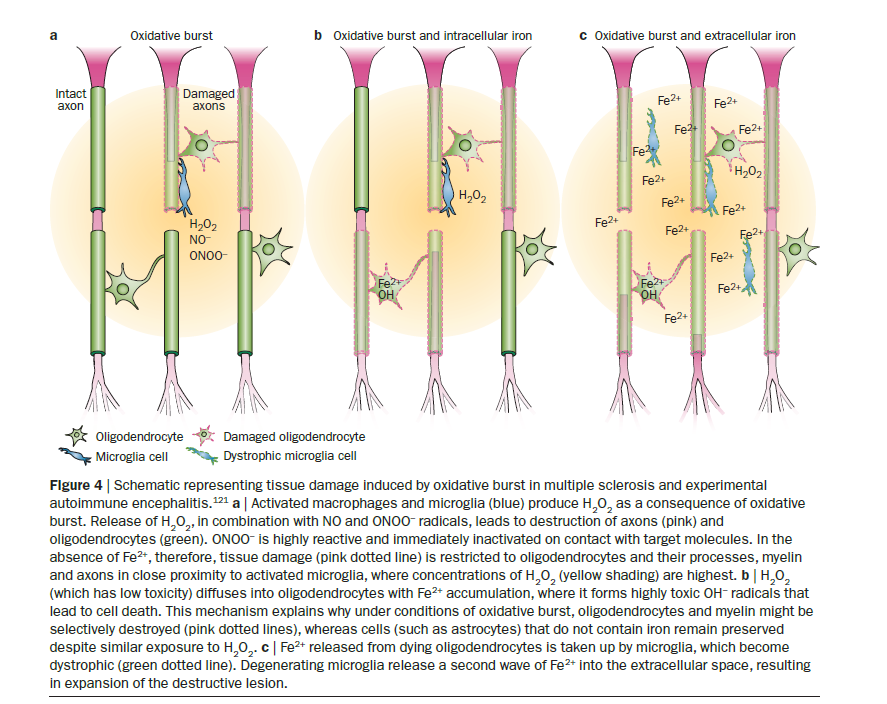 a Oxidative burst
b Oxidative burst and intracellular iron
c Oxidative burst and extracellular iron
Intact
axon
Damaged
axons
H₂O₂
NO⁻
ONOO⁻
H₂O₂
Fe²⁺
OH
Fe²⁺
Fe²⁺
Fe²⁺
Fe²⁺
Fe²⁺
H₂O₂
Fe²⁺
Fe²⁺
Fe²⁺
Fe²⁺
Fe²⁺
Fe²⁺
Fe²⁺
Fe²⁺
OH
Fe²⁺
Fe²⁺
Oligodendrocyte
Damaged oligodendrocyte
Microglia cell
Dystrophic microglia cell
Figure 4 | Schematic representing tissue damage induced by oxidative burst in multiple sclerosis and experimental
autoimmune encephalitis.¹²¹ a | Activated macrophages and microglia (blue) produce H₂O₂ as a consequence of oxidative
burst. Release of H₂O₂, in combination with NO and ONOO⁻ radicals, leads to destruction of axons (pink) and
oligodendrocytes (green). ONOO⁻ is highly reactive and immediately inactivated on contact with target molecules. In the
absence of Fe²⁺, therefore, tissue damage (pink dotted line) is restricted to oligodendrocytes and their processes, myelin
and axons in close proximity to activated microglia, where concentrations of H₂O₂ (yellow shading) are highest. b | H₂O₂
(which has low toxicity) diffuses into oligodendrocytes with Fe²⁺ accumulation, where it forms highly toxic OH⁻ radicals that
lead to cell death. This mechanism explains why under conditions of oxidative burst, oligodendrocytes and myelin might be
selectively destroyed (pink dotted lines), whereas cells (such as astrocytes) that do not contain iron remain preserved
despite similar exposure to H₂O₂. c | Fe²⁺ released from dying oligodendrocytes is taken up by microglia, which become
dystrophic (green dotted line). Degenerating microglia release a second wave of Fe²⁺ into the extracellular space, resulting
in expansion of the destructive lesion.